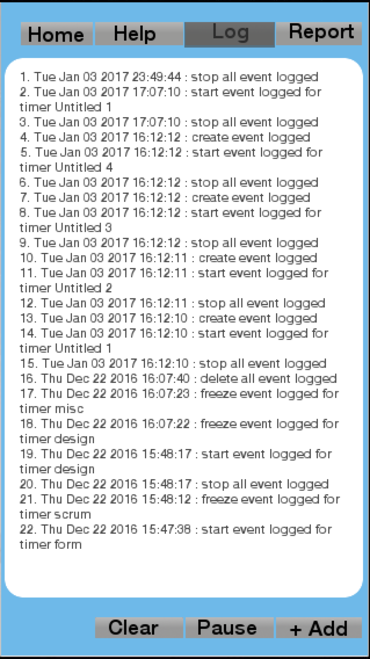 Home Help Log Report
1. Tue Jan 03 2017 23:49:44 : stop all event logged
2. Tue Jan 03 2017 17:07:10 : start event logged for
timer Untitled 1
3. Tue Jan 03 2017 17:07:10 : stop all event logged
4. Tue Jan 03 2017 16:12:12 : create event logged
5. Tue Jan 03 2017 16:12:12 : start event logged for
timer Untitled 4
6. Tue Jan 03 2017 16:12:12 : stop all event logged
7. Tue Jan 03 2017 16:12:12 : create event logged
8. Tue Jan 03 2017 16:12:12 : start event logged for
timer Untitled 3
9. Tue Jan 03 2017 16:12:12 : stop all event logged
10. Tue Jan 03 2017 16:12:11 : create event logged
11. Tue Jan 03 2017 16:12:11 : start event logged for
timer Untitled 2
12. Tue Jan 03 2017 16:12:11 : stop all event logged
13. Tue Jan 03 2017 16:12:10 : create event logged
14. Tue Jan 03 2017 16:12:10 : start event logged for
timer Untitled 1
15. Tue Jan 03 2017 16:12:10 : stop all event logged
16. Thu Dec 22 2016 16:07:40 : delete all event logged
17. Thu Dec 22 2016 16:07:23 : freeze event logged for
timer misc
18. Thu Dec 22 2016 16:07:22 : freeze event logged for
timer design
19. Thu Dec 22 2016 15:48:17 : start event logged for
timer design
20. Thu Dec 22 2016 15:48:17 : stop all event logged
21. Thu Dec 22 2016 15:48:12 : freeze event logged for
timer scrum
22. Thu Dec 22 2016 15:47:38 : start event logged for
timer form
Clear Pause + Add